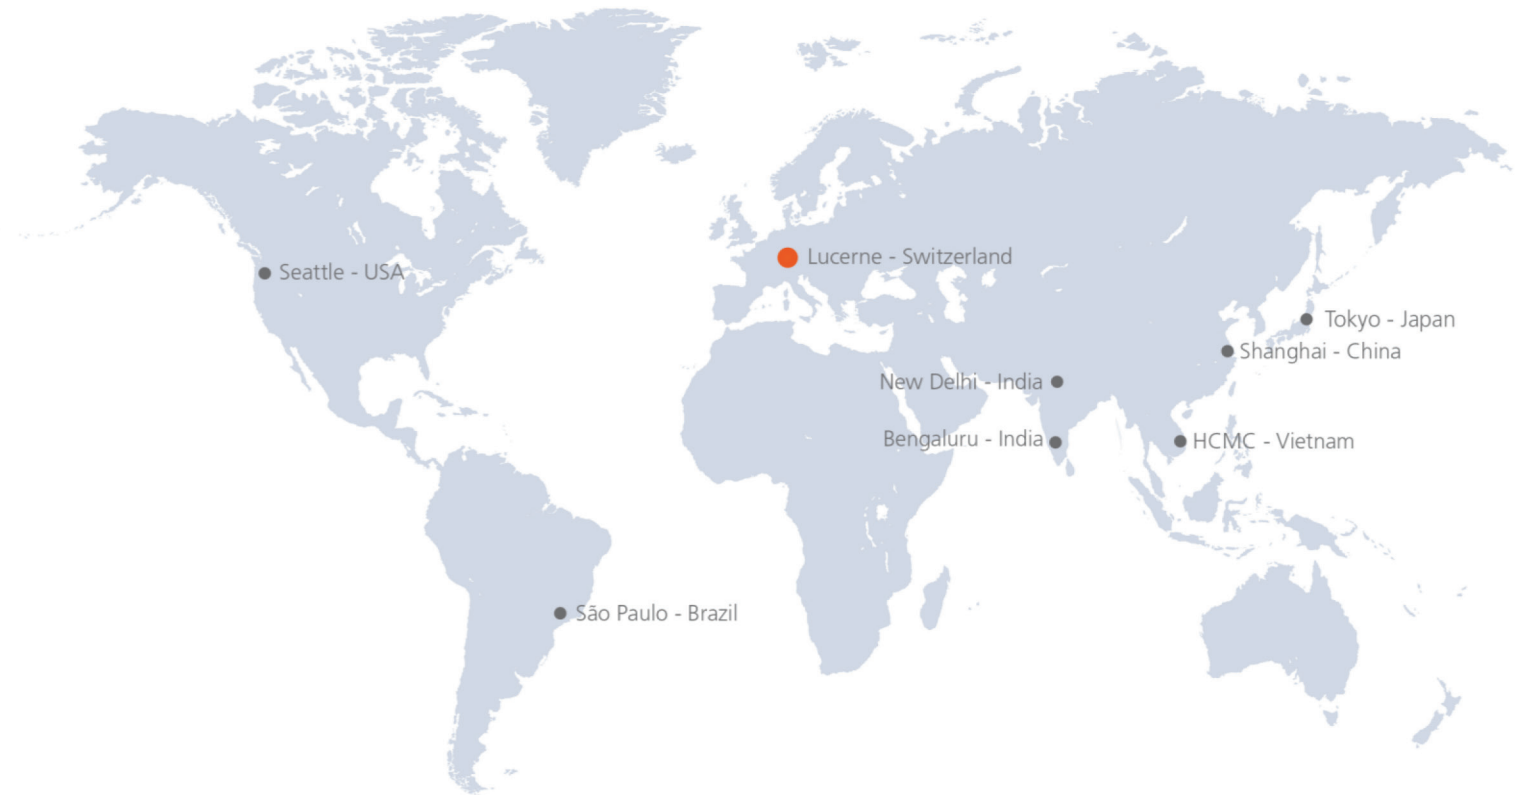 Lucerne - Switzerland
Seattle - USA
Tokyo - Japan
Shanghai - China
New Delhi - India
Bengaluru - India
HCMC - Vietnam
São Paulo - Brazil